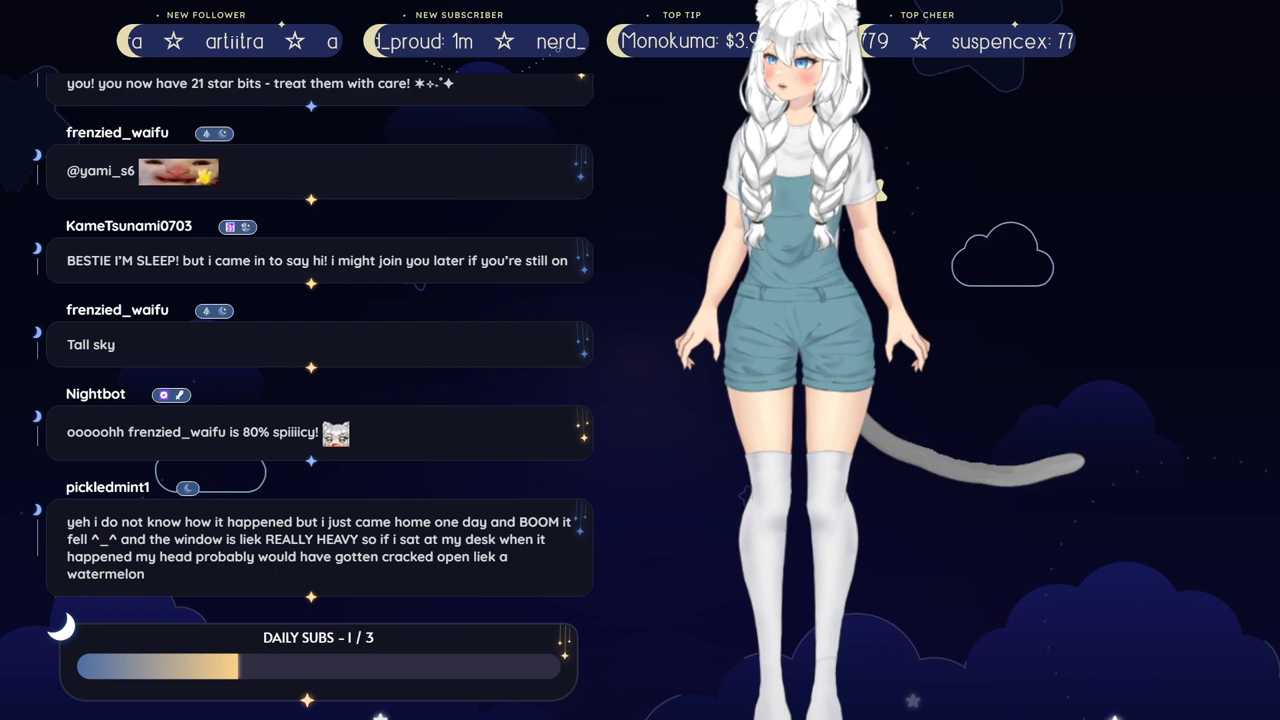 NEW FOLLOWER
NEW SUBSCRIBER
TOP TIP
TOP CHEER
a ☆ artiitra ☆ a
d_proud: 1m ☆ nerd_
Monokuma: $3.9
779 ☆ suspencex: 77
you! you now have 21 star bits - treat them with care! ✶⊹₊˚✦
frenzied_waifu
@yami_s6
KameTsunami0703
BESTIE I'M SLEEP! but i came in to say hi! i might join you later if you're still on
frenzied_waifu
Tall sky
Nightbot
ooooohh frenzied_waifu is 80% spiiiicy!
pickledmint1
yeh i do not know how it happened but i just came home one day and BOOM it
fell ^_^ and the window is liek REALLY HEAVY so if i sat at my desk when it
happened my head probably would have gotten cracked open liek a
watermelon
DAILY SUBS - 1 / 3